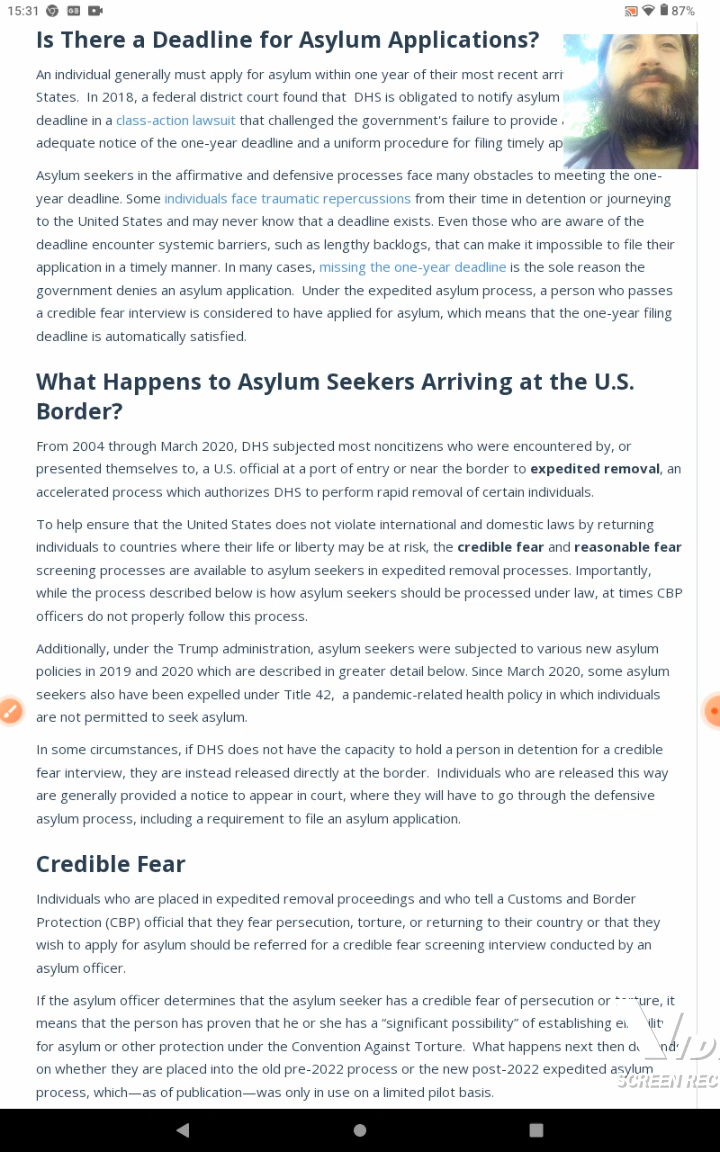 15:31
87%
Is There a Deadline for Asylum Applications?
An individual generally must apply for asylum within one year of their most recent
States. In 2018, a federal district court found that DHS is obligated to notify asylum
deadline in a class-action lawsuit that challenged the government's failure to provide
adequate notice of the one-year deadline and a uniform procedure for filing timely
Asylum seekers in the affirmative and defensive processes face many obstacles to meeting the one-
year deadline. Some individuals face traumatic repercussions from their time in detention or journeying
to the United States and may never know that a deadline exists. Even those who are aware of the
deadline encounter systemic barriers, such as lengthy backlogs, that can make it impossible to file their
application in a timely manner. In many cases, missing the one-year deadline is the sole reason the
government denies an asylum application. Under the expedited asylum process, a person who passes
a credible fear interview is considered to have applied for asylum, which means that the one-year filing
deadline is automatically satisfied.
What Happens to Asylum Seekers Arriving at the U.S.
Border?
From 2004 through March 2020, DHS subjected most noncitizens who were encountered by, or
presented themselves to, a U.S. official at a port of entry or near the border to expedited removal, an
accelerated process which authorizes DHS to perform rapid removal of certain individuals.
To help ensure that the United States does not violate international and domestic laws by returning
individuals to countries where their life or liberty may be at risk, the credible fear and reasonable fear
screening processes are available to asylum seekers in expedited removal processes. Importantly,
while the process described below is how asylum seekers should be processed under law, at times CBP
officers do not properly follow this process.
Additionally, under the Trump administration, asylum seekers were subjected to various new asylum
policies in 2019 and 2020 which are described in greater detail below. Since March 2020, some asylum
seekers also have been expelled under Title 42, a pandemic-related health policy in which individuals
are not permitted to seek asylum.
In some circumstances, if DHS does not have the capacity to hold a person in detention for a credible
fear interview, they are instead released directly at the border. Individuals who are released this way
are generally provided a notice to appear in court, where they will have to go through the defensive
asylum process, including a requirement to file an asylum application.
Credible Fear
Individuals who are placed in expedited removal proceedings and who tell a Customs and Border
Protection (CBP) official that they fear persecution, torture, or returning to their country or that they
wish to apply for asylum should be referred for a credible fear screening interview conducted by an
asylum officer.
If the asylum officer determines that the asylum seeker has a credible fear of persecution or torture, it
means that the person has proven that he or she has a “significant possibility” of establishing eligibility
for asylum or other protection under the Convention Against Torture. What happens next then depends
on whether they are placed into the old pre-2022 process or the new post-2022 expedited asylum
process, which—as of publication—was only in use on a limited pilot basis.
SCREEN REC